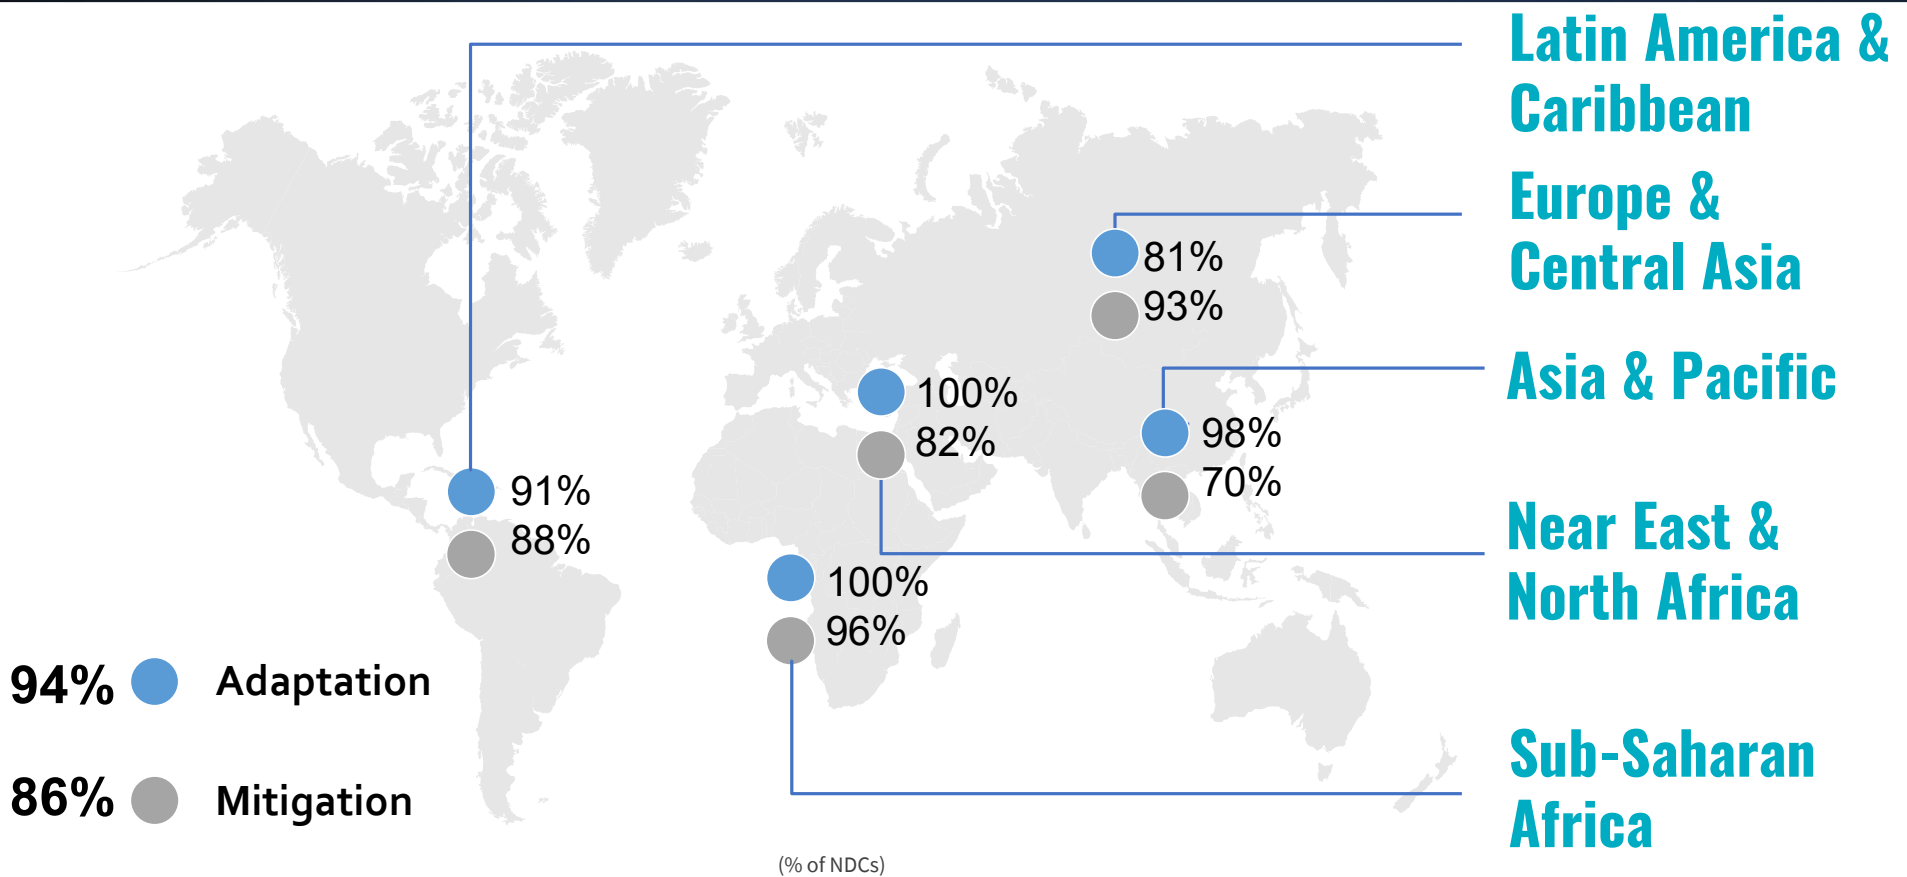 Latin America &
Caribbean
Europe &
Central Asia
81%
93%
Asia & Pacific
100%
82%
98%
70%
91%
88%
Near East &
North Africa
100%
96%
94% Adaptation
86% Mitigation
Sub-Saharan
Africa
(% of NDCs)